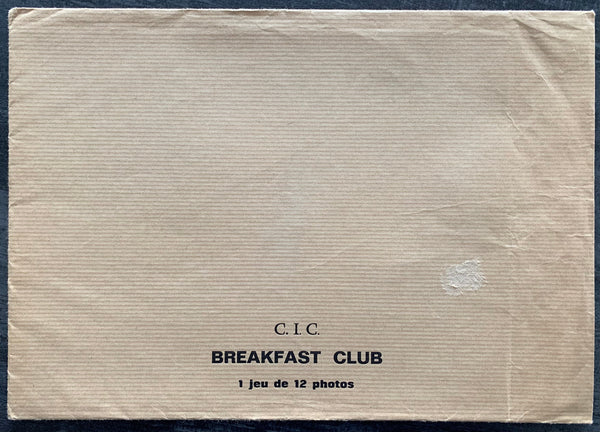 C. I. C.
BREAKFAST CLUB
1 jeu de 12 photos